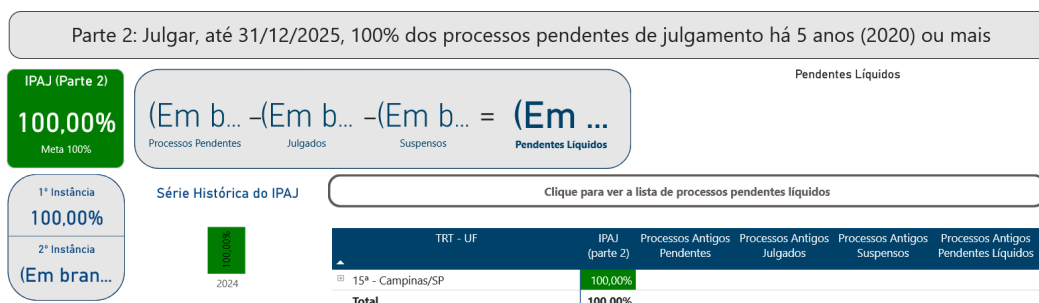 Parte 2: Julgar, até 31/12/2025, 100% dos processos pendentes de julgamento há 5 anos (2020) ou mais
IPAJ (Parte 2)
100,00%
Meta 100%
(Em b... –(Em b... –(Em b... = (Em ...
Processos Pendentes Julgados Suspensos Pendentes Líquidos
Pendentes Líquidos
1° Instância
100,00%
2° Instância
(Em bran...
Série Histórica do IPAJ
100,00%
2024
Clique para ver a lista de processos pendentes líquidos
TRT - UF IPAJ (parte 2) Processos Antigos Pendentes Processos Antigos Julgados Processos Antigos Suspensos Processos Antigos Pendentes Líquidos
15ª - Campinas/SP 100,00%
Total 100,00%